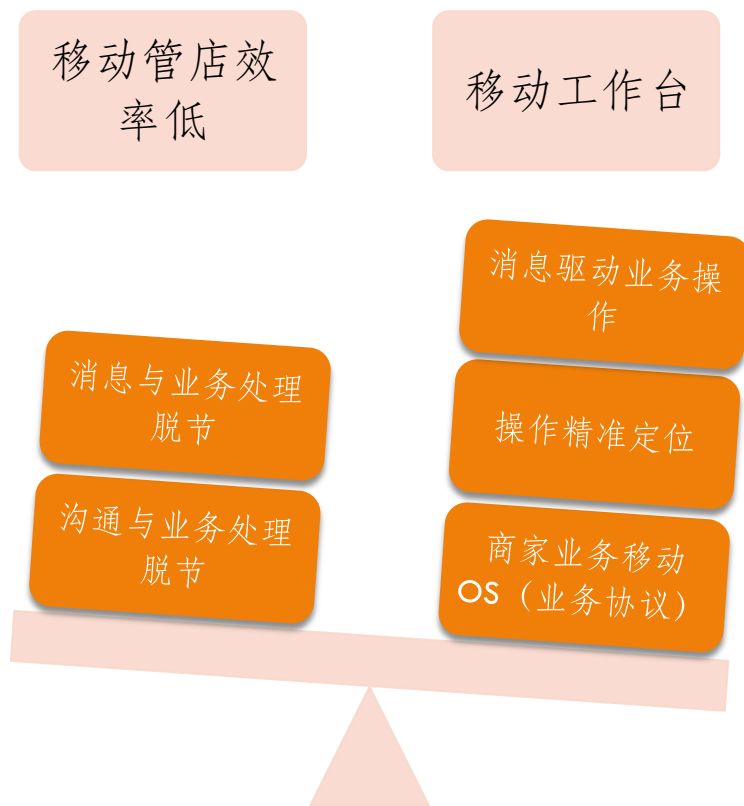 移动管店效
率低
移动工作台
消息与业务处理
脱节
沟通与业务处理
脱节
消息驱动业务操
作
操作精准定位
商家业务移动
OS（业务协议）